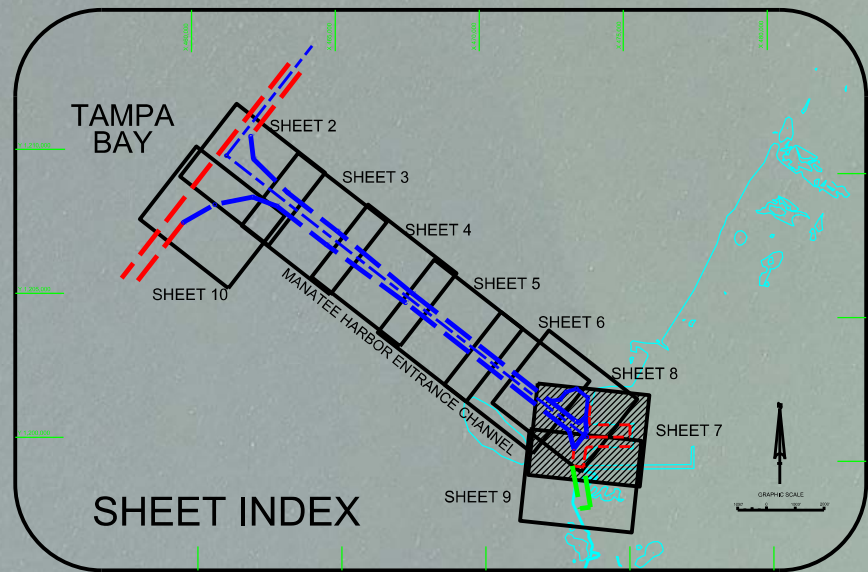 TAMPA
BAY
SHEET 2
SHEET 3
SHEET 4
SHEET 5
SHEET 6
SHEET 8
SHEET 7
SHEET 9
SHEET 10
MANATEE HARBOR ENTRANCE CHANNEL
SHEET INDEX
GRAPHIC SCALE